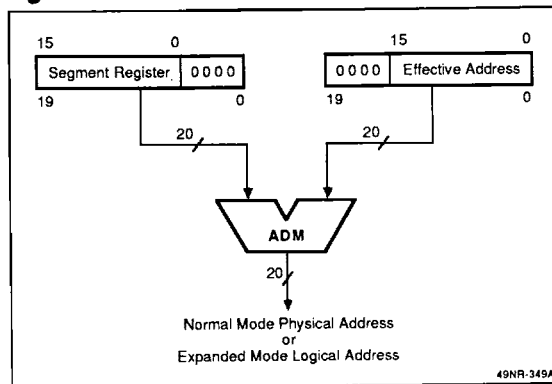 15 0 15 0
Segment Register 0000 0000 Effective Address
19 0 19 0
20 20
ADM
20
Normal Mode Physical Address
or
Expanded Mode Logical Address
49NR-349A